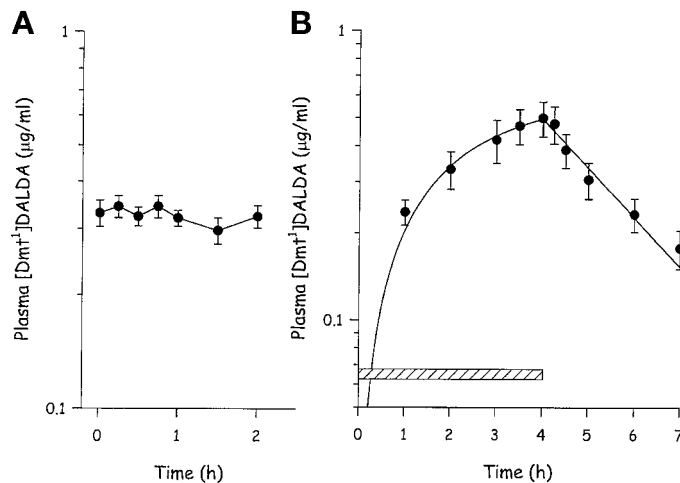 A
B
1
0.1
Plasma [Dmt¹]DALDA (µg/ml)
0 1 2
Time (h)
1
0.1
Plasma [Dmt¹]DALDA (µg/ml)
0 1 2 3 4 5 6 7
Time (h)